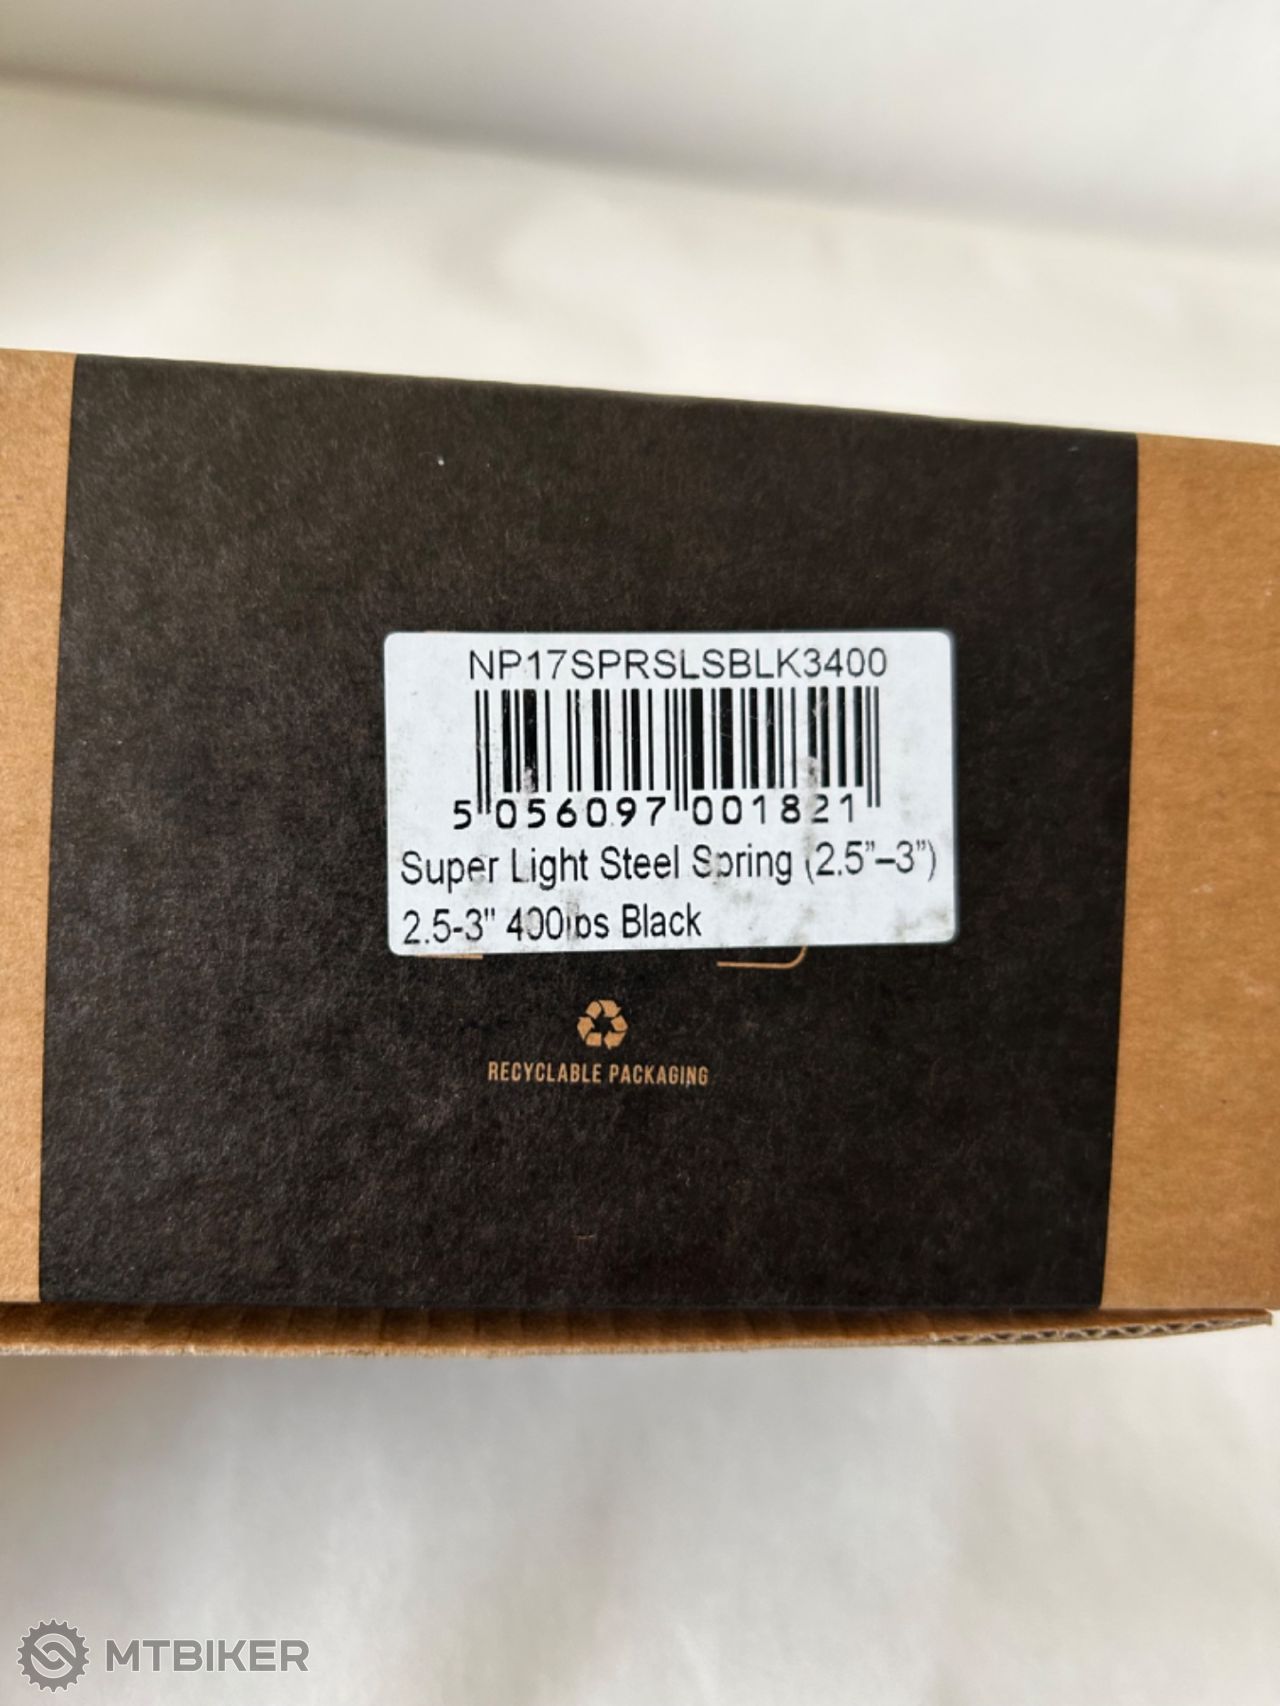 NP17SPRSLSBLK3400
5 056097 001821
Super Light Steel Spring (2.5”–3”)
2.5-3" 400lbs Black
RECYCLABLE PACKAGING
MTBIKER